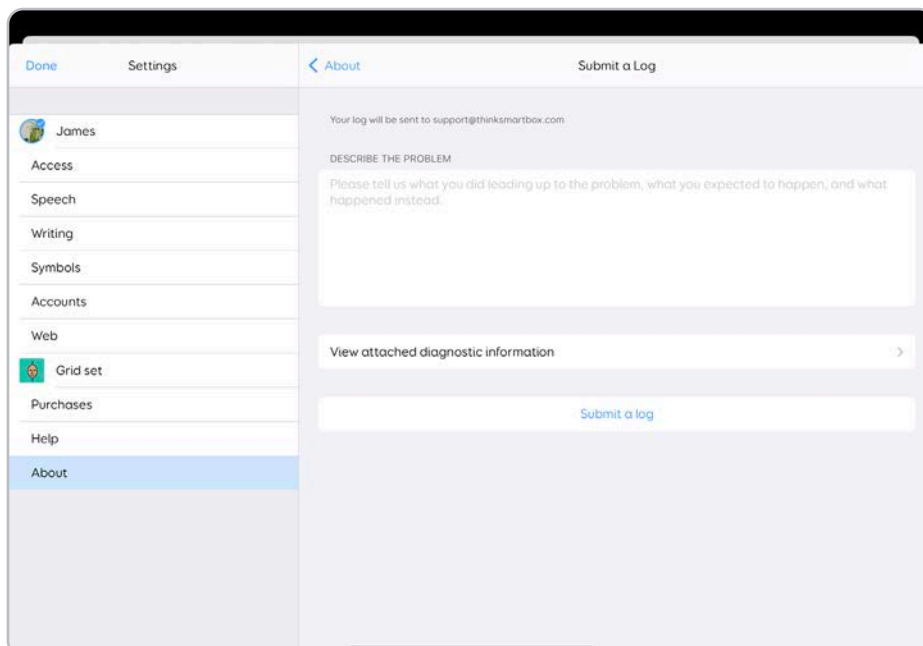 Done
Settings
About
Submit a Log
James
Access
Speech
Writing
Symbols
Accounts
Web
Grid set
Purchases
Help
About
Your log will be sent to support@thinksmartbox.com
DESCRIBE THE PROBLEM
Please tell us what you did leading up to the problem, what you expected to happen, and what
happened instead.
View attached diagnostic information
Submit a log